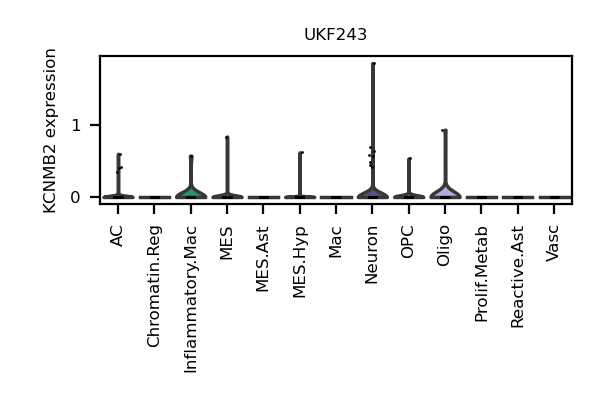 UKF243
KCNMB2 expression
1
0
AC
Chromatin.Reg
Inflammatory.Mac
MES
MES.Ast
MES.Hyp
Mac
Neuron
OPC
Oligo
Prolif.Metab
Reactive.Ast
Vasc